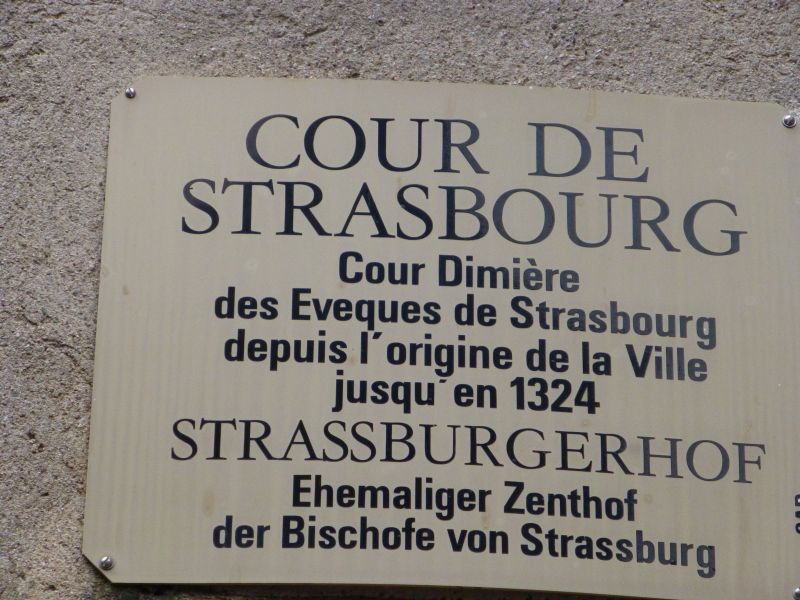 COUR DE
STRASBOURG
Cour Dimière
des Eveques de Strasbourg
depuis l'origine de la Ville
jusqu'en 1324
STRASSBURGERHOF
Ehemaliger Zenthof
der Bischofe von Strassburg